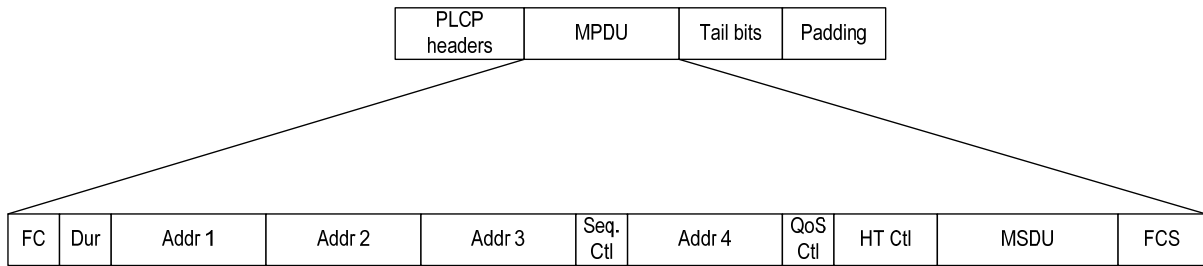 PLCP
headers
MPDU
Tail bits
Padding
FC
Dur
Addr 1
Addr 2
Addr 3
Seq.
Ctl
Addr 4
QoS
Ctl
HT Ctl
MSDU
FCS